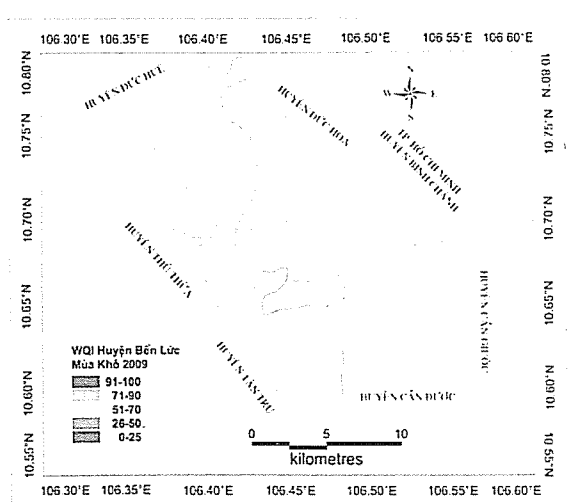 106.30°E 106.35°E 106.40°E 106.45°E 106.50°E 106.55°E 106.60°E
10.80°N
10.80°N
N
W E
S
HUYỆN ĐỨC HUỆ
HUYỆN ĐỨC HOÀ
TP. HỒ CHÍ MINH
HUYỆN BÌNH CHÁNH
10.75°N
10.75°N
10.70°N
10.70°N
HUYỆN THỦ THỪA
HUYỆN CẦN GIUỘC
10.65°N
10.65°N
WQI Huyện Bến Lức
Mùa Khô 2009
91-100
71-90
51-70
26-50
0-25
HUYỆN TÂN TRỤ
HUYỆN CẦN ĐƯỚC
10.60°N
10.60°N
0 5 10
kilometres
10.55°N
10.55°N
106.30°E 106.35°E 106.40°E 106.45°E 106.50°E 106.55°E 106.60°E